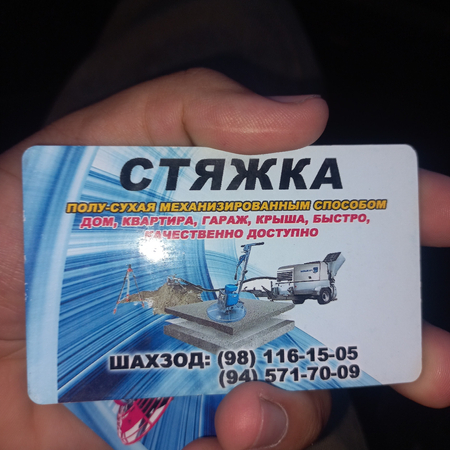 СТЯЖКА
ПОЛУ-СУХАЯ МЕХАНИЗИРОВАННЫМ СПОСОБОМ
ДОМ, КВАРТИРА, ГАРАЖ, КРЫША, БЫСТРО,
КАЧЕСТВЕННО ДОСТУПНО
ШАХЗОД: (98) 116-15-05
(94) 571-70-09